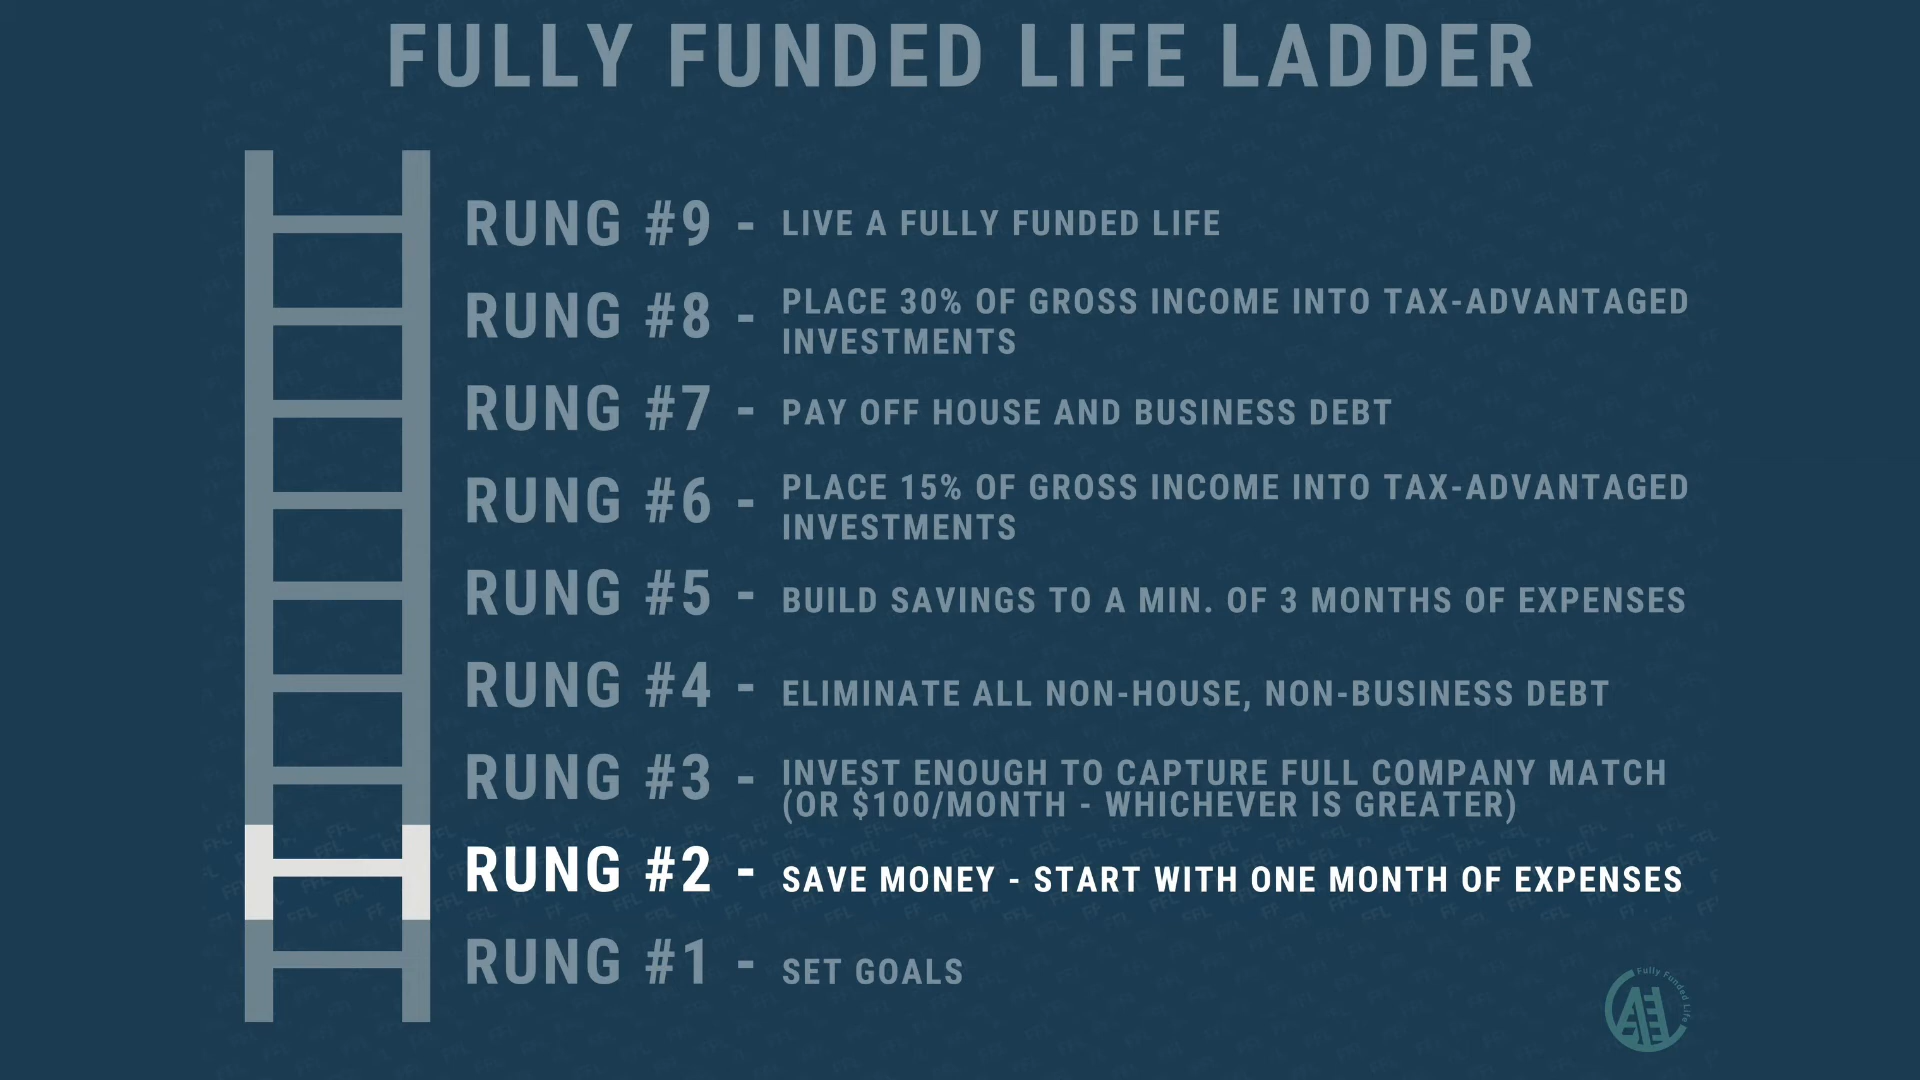 FULLY FUNDED LIFE LADDER
RUNG #9 - LIVE A FULLY FUNDED LIFE
RUNG #8 - PLACE 30% OF GROSS INCOME INTO TAX-ADVANTAGED
INVESTMENTS
RUNG #7 - PAY OFF HOUSE AND BUSINESS DEBT
RUNG #6 - PLACE 15% OF GROSS INCOME INTO TAX-ADVANTAGED
INVESTMENTS
RUNG #5 - BUILD SAVINGS TO A MIN. OF 3 MONTHS OF EXPENSES
RUNG #4 - ELIMINATE ALL NON-HOUSE, NON-BUSINESS DEBT
RUNG #3 - INVEST ENOUGH TO CAPTURE FULL COMPANY MATCH
(OR $100/MONTH - WHICHEVER IS GREATER)
RUNG #2 - SAVE MONEY - START WITH ONE MONTH OF EXPENSES
RUNG #1 - SET GOALS
Fully Funded Life